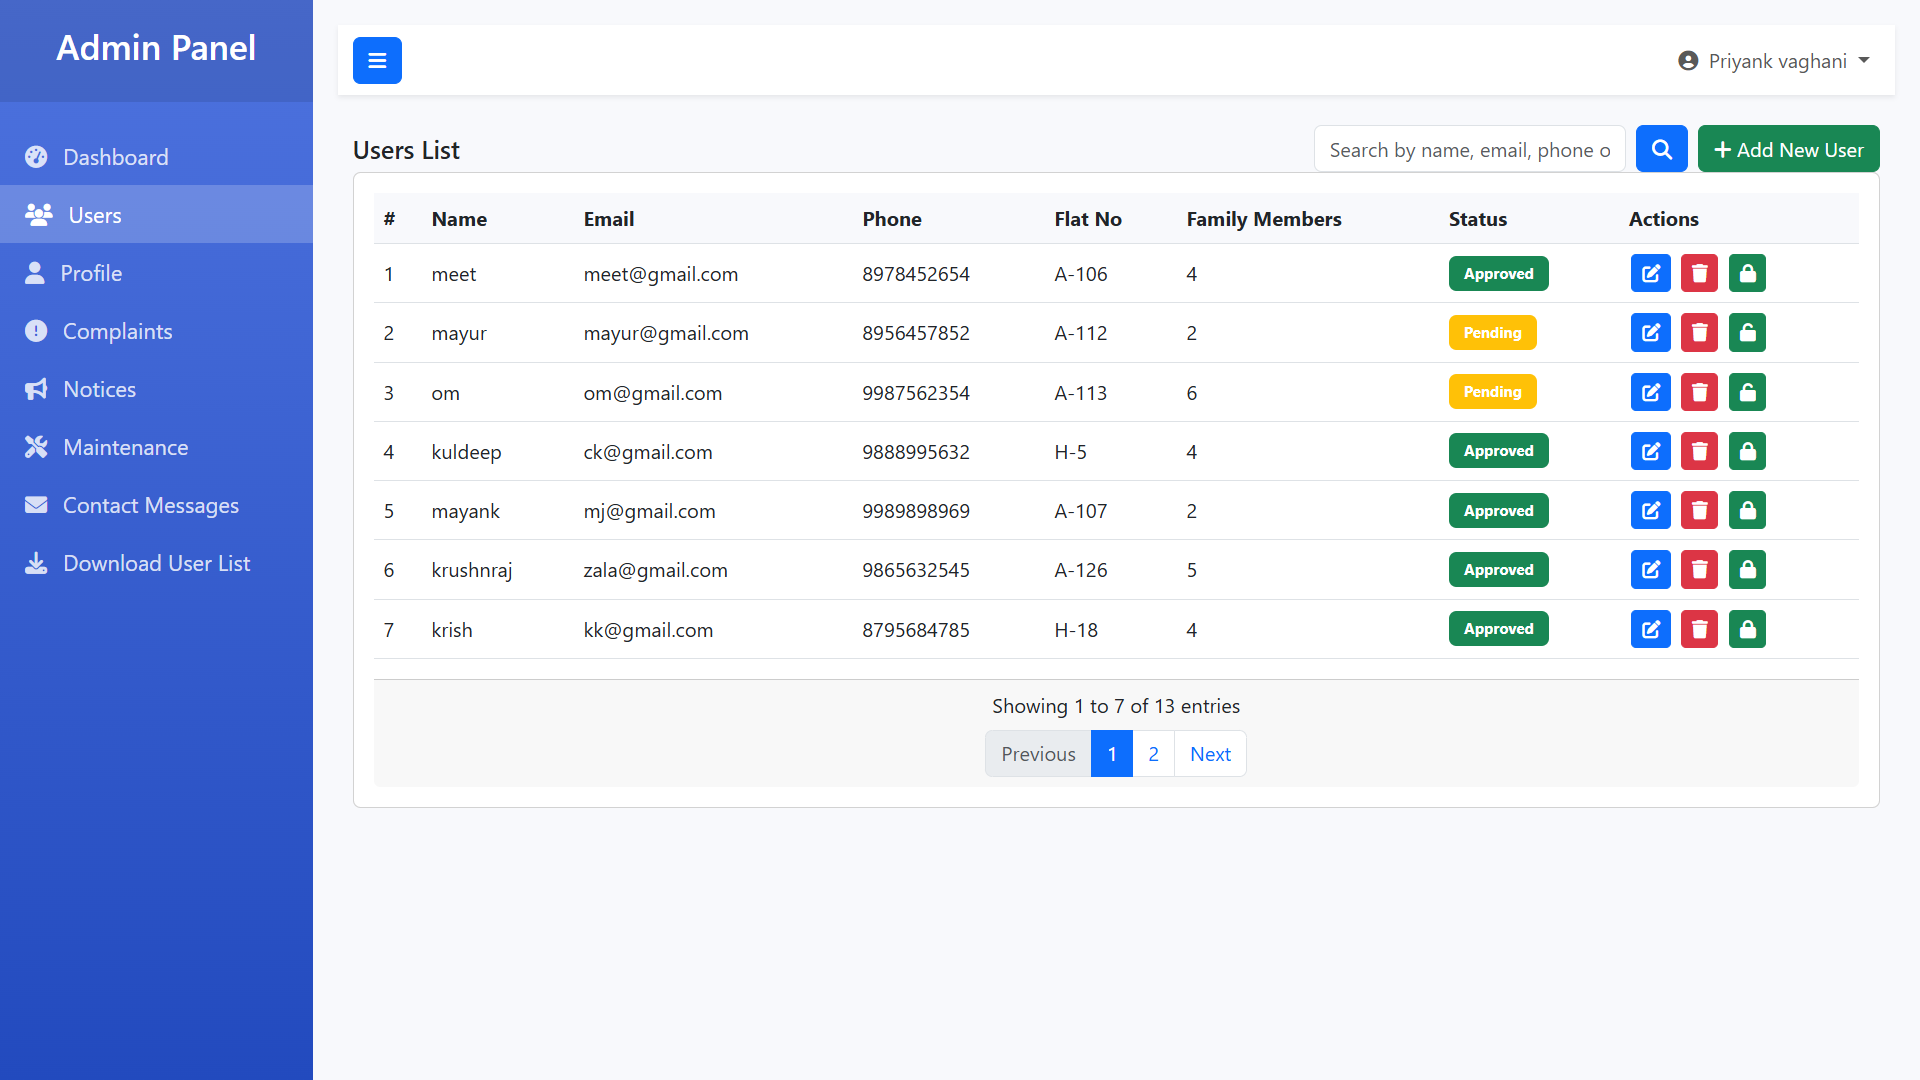 Admin Panel
Dashboard
Users
Profile
Complaints
Notices
Maintenance
Contact Messages
Download User List
Priyank vaghani
Users List
Search by name, email, phone o
Add New User
# Name Email Phone Flat No Family Members Status Actions
1 meet meet@gmail.com 8978452654 A-106 4 Approved
2 mayur mayur@gmail.com 8956457852 A-112 2 Pending
3 om om@gmail.com 9987562354 A-113 6 Pending
4 kuldeep ck@gmail.com 9888995632 H-5 4 Approved
5 mayank mj@gmail.com 9989898969 A-107 2 Approved
6 krushnraj zala@gmail.com 9865632545 A-126 5 Approved
7 krish kk@gmail.com 8795684785 H-18 4 Approved
Showing 1 to 7 of 13 entries
Previous 1 2 Next